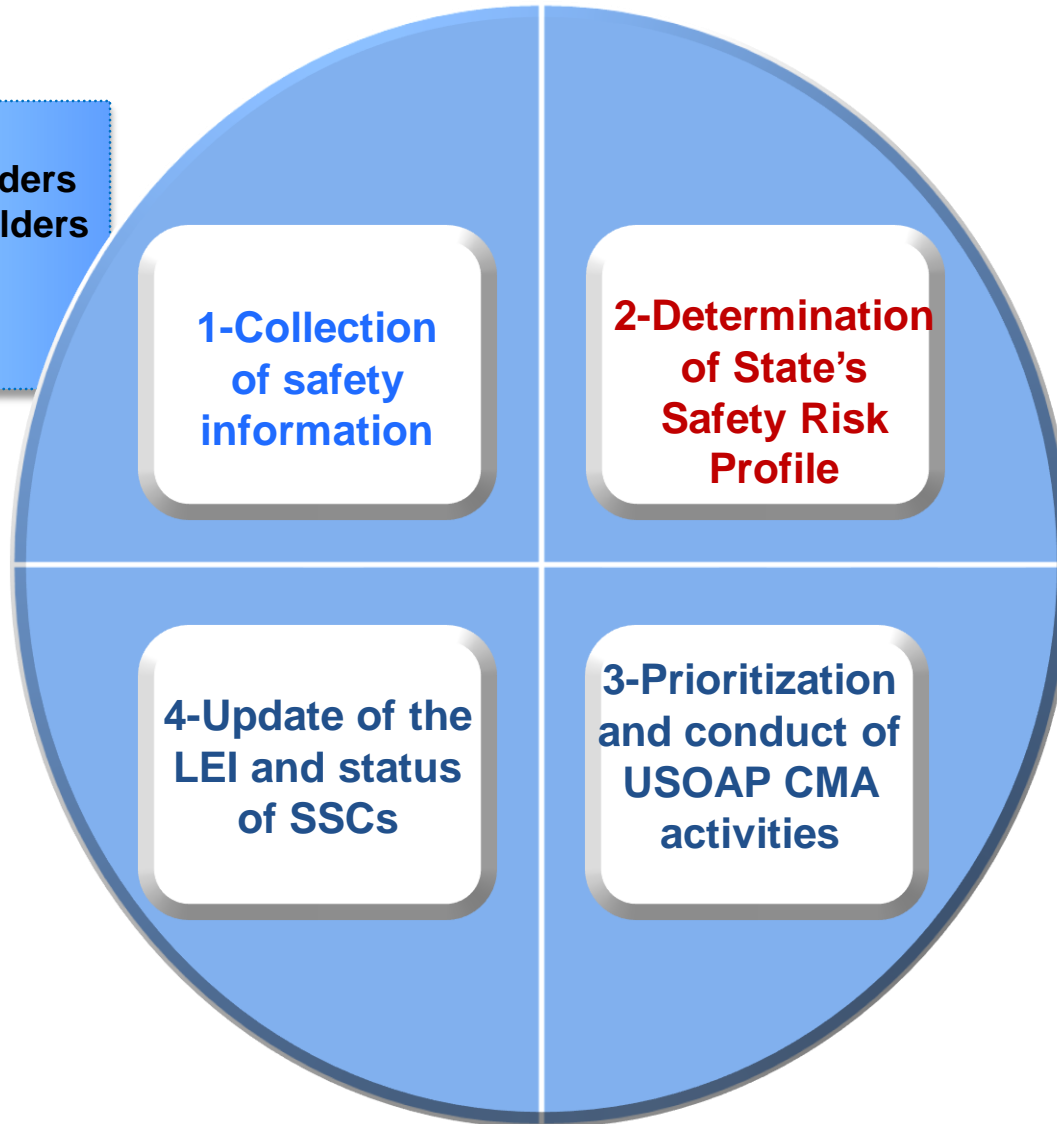 ders
lders
1-Collection
of safety
information
2-Determination
of State’s
Safety Risk
Profile
4-Update of the
LEI and status
of SSCs
3-Prioritization
and conduct of
USOAP CMA
activities